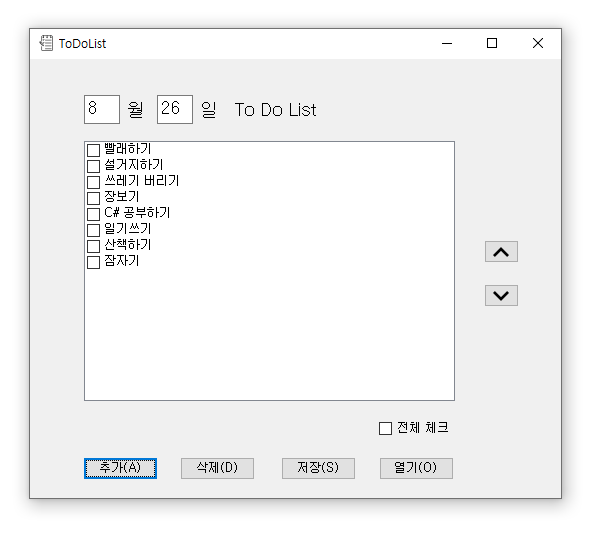 ToDoList
8 월 26 일 To Do List
빨래하기
설거지하기
쓰레기 버리기
장보기
C# 공부하기
일기쓰기
산책하기
잠자기
전체 체크
추가(A) 삭제(D) 저장(S) 열기(O)